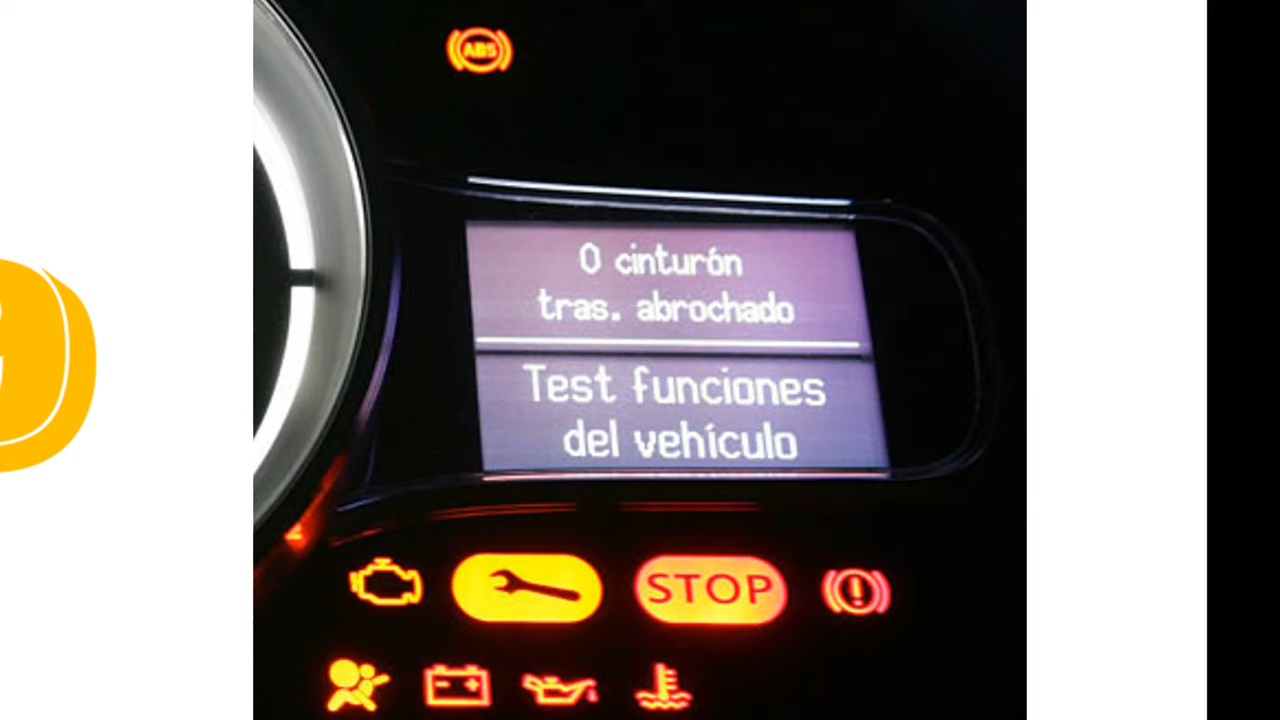 ABS
0 cinturón
tras. abrochado
Test funciones
del vehículo
STOP